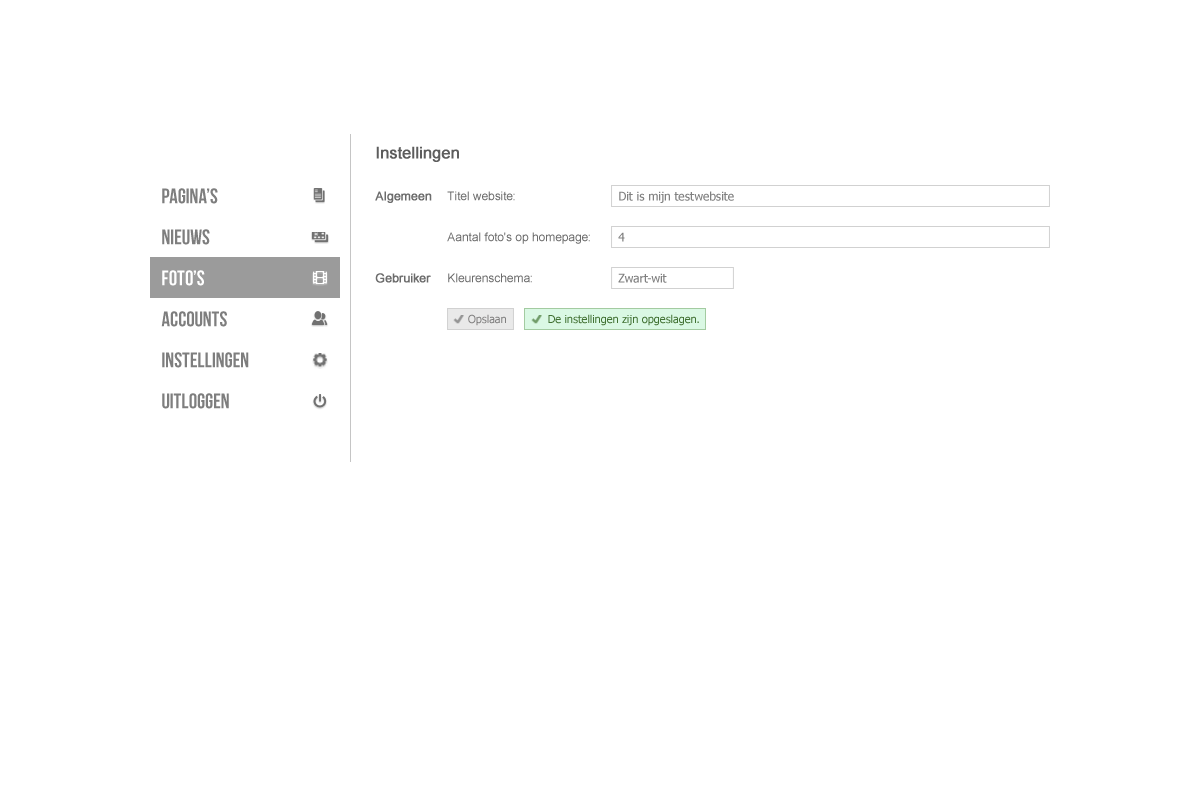 PAGINA'S
NIEUWS
FOTO'S
ACCOUNTS
INSTELLINGEN
UITLOGGEN
Instellingen
Algemeen Titel website: Dit is mijn testwebsite
Aantal foto's op homepage: 4
Gebruiker Kleurenschema: Zwart-wit
Opslaan De instellingen zijn opgeslagen.